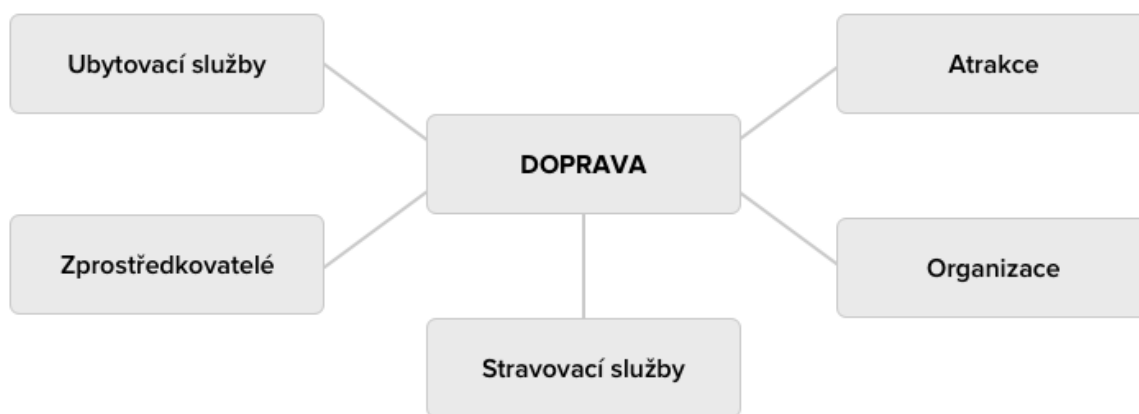 Ubytovací služby
Atrakce
DOPRAVA
Zprostředkovatelé
Organizace
Stravovací služby